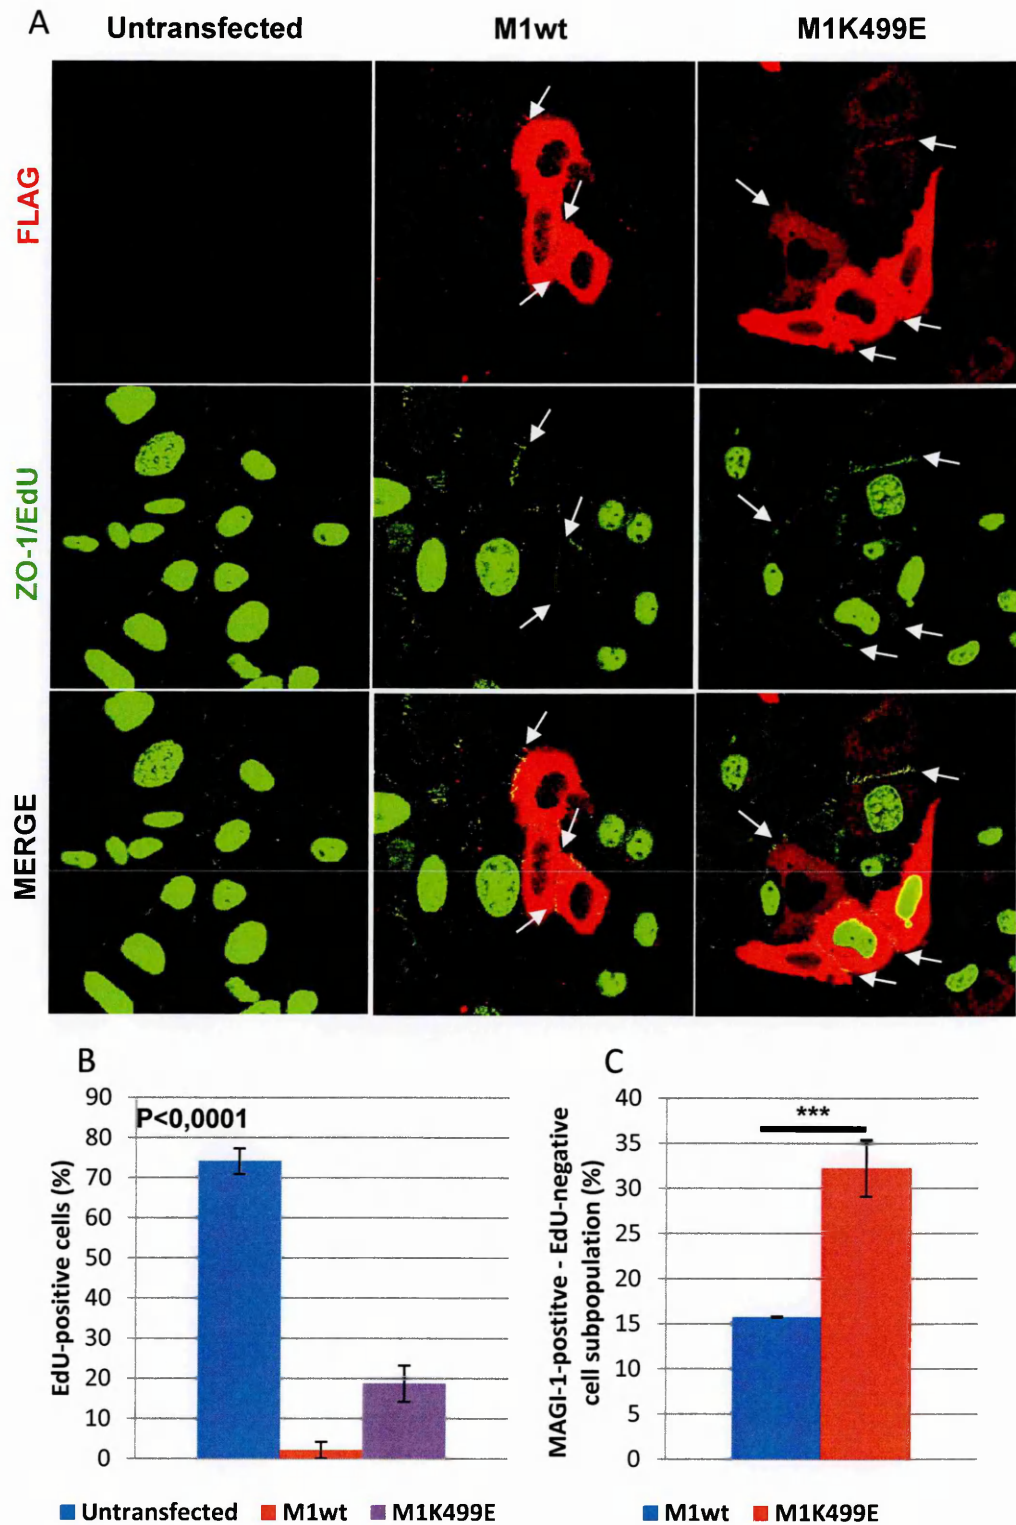 A
Untransfected M1wt M1K499E
FLAG
ZO-1/EdU
MERGE
B
EdU-positive cells (%)
90
80
70
60
50
40
30
20
10
0
P<0,0001
Untransfected M1wt M1K499E
C
MAGI-1-postive - EdU-negative
cell subpopulation (%)
40
35
30
25
20
15
10
5
0
***
M1wt M1K499E